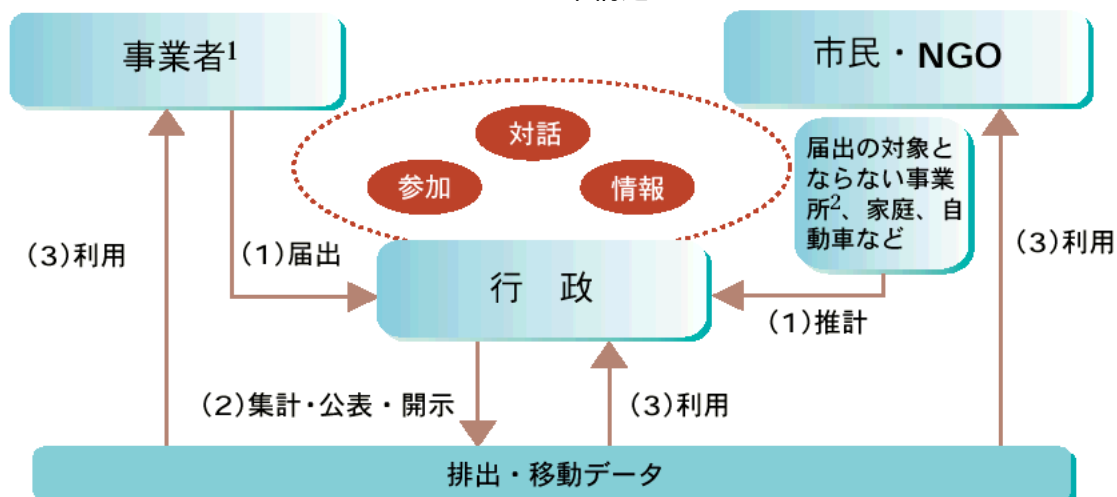 事業者1
市民・NGO
対話
参加
情報
届出の対象と
ならない事業
所2、家庭、自
動車など
(3)利用
(1)届出
行 政
(3)利用
(1)推計
(2)集計・公表・開示
(3)利用
排出・移動データ